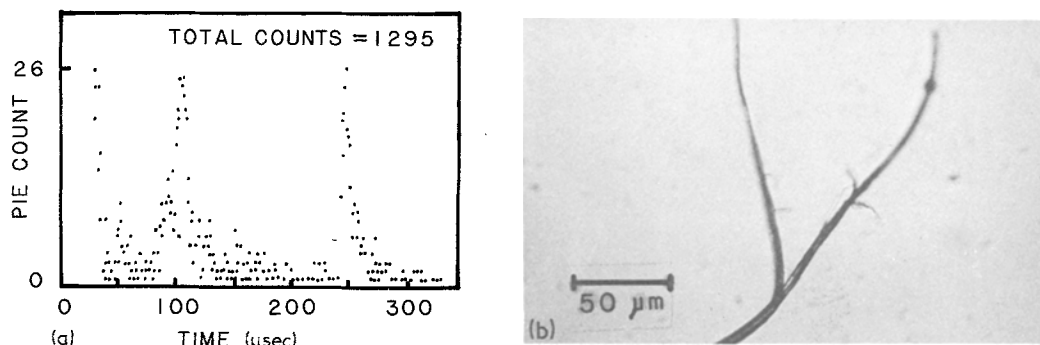 TOTAL COUNTS = 1295
26
PIE COUNT
0
0 100 200 300
(a) TIME (µsec)
50 µm
(b)